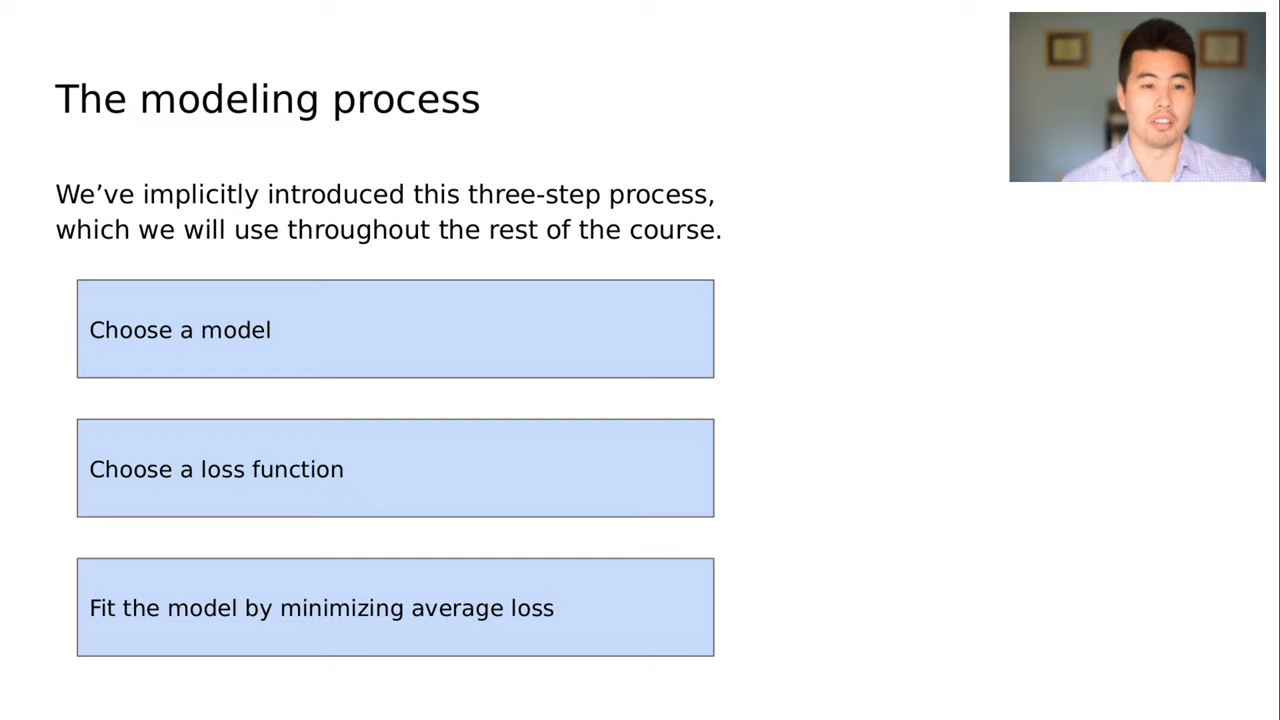 The modeling process
We’ve implicitly introduced this three-step process,
which we will use throughout the rest of the course.
Choose a model
Choose a loss function
Fit the model by minimizing average loss